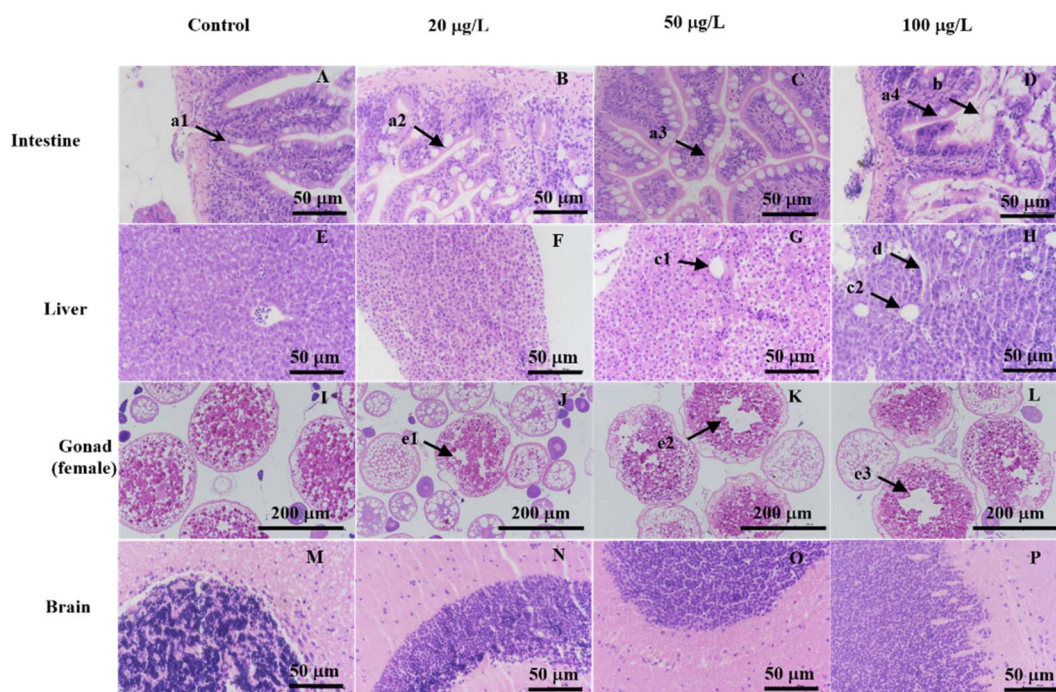 Control 20 μg/L 50 μg/L 100 μg/L
Intestine
A B C D
a1 a2 a3 a4 b
50 μm 50 μm 50 μm 50 μm
Liver
E F G H
c1 d c2
50 μm 50 μm 50 μm 50 μm
Gonad
(female)
I J K L
e1 e2 e3
200 μm 200 μm 200 μm 200 μm
Brain
M N O P
50 μm 50 μm 50 μm 50 μm